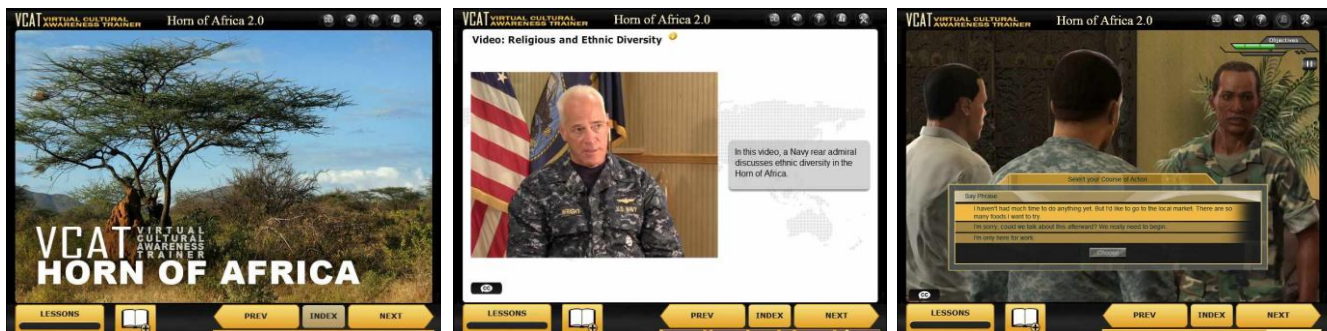 VCAT VIRTUAL CULTURAL AWARENESS TRAINER Horn of Africa 2.0
VCAT VIRTUAL
CULTURAL
AWARENESS
TRAINER
HORN OF AFRICA
LESSONS PREV INDEX NEXT
VCAT VIRTUAL CULTURAL AWARENESS TRAINER Horn of Africa 2.0
Video: Religious and Ethnic Diversity
U.S. NAVY
In this video, a Navy rear admiral
discusses ethnic diversity in the
Horn of Africa.
CC
LESSONS PREV INDEX NEXT
VCAT VIRTUAL CULTURAL AWARENESS TRAINER Horn of Africa 2.0
Objectives
Select your Course of Action
Say Phrase
I haven't had much time to do anything yet. But I'd like to go to the local market. There are so
many foods I want to try.
I'm sorry, could we talk about this afterward? We really need to begin.
I'm only here for work
Choose
CC
LESSONS PREV INDEX NEXT